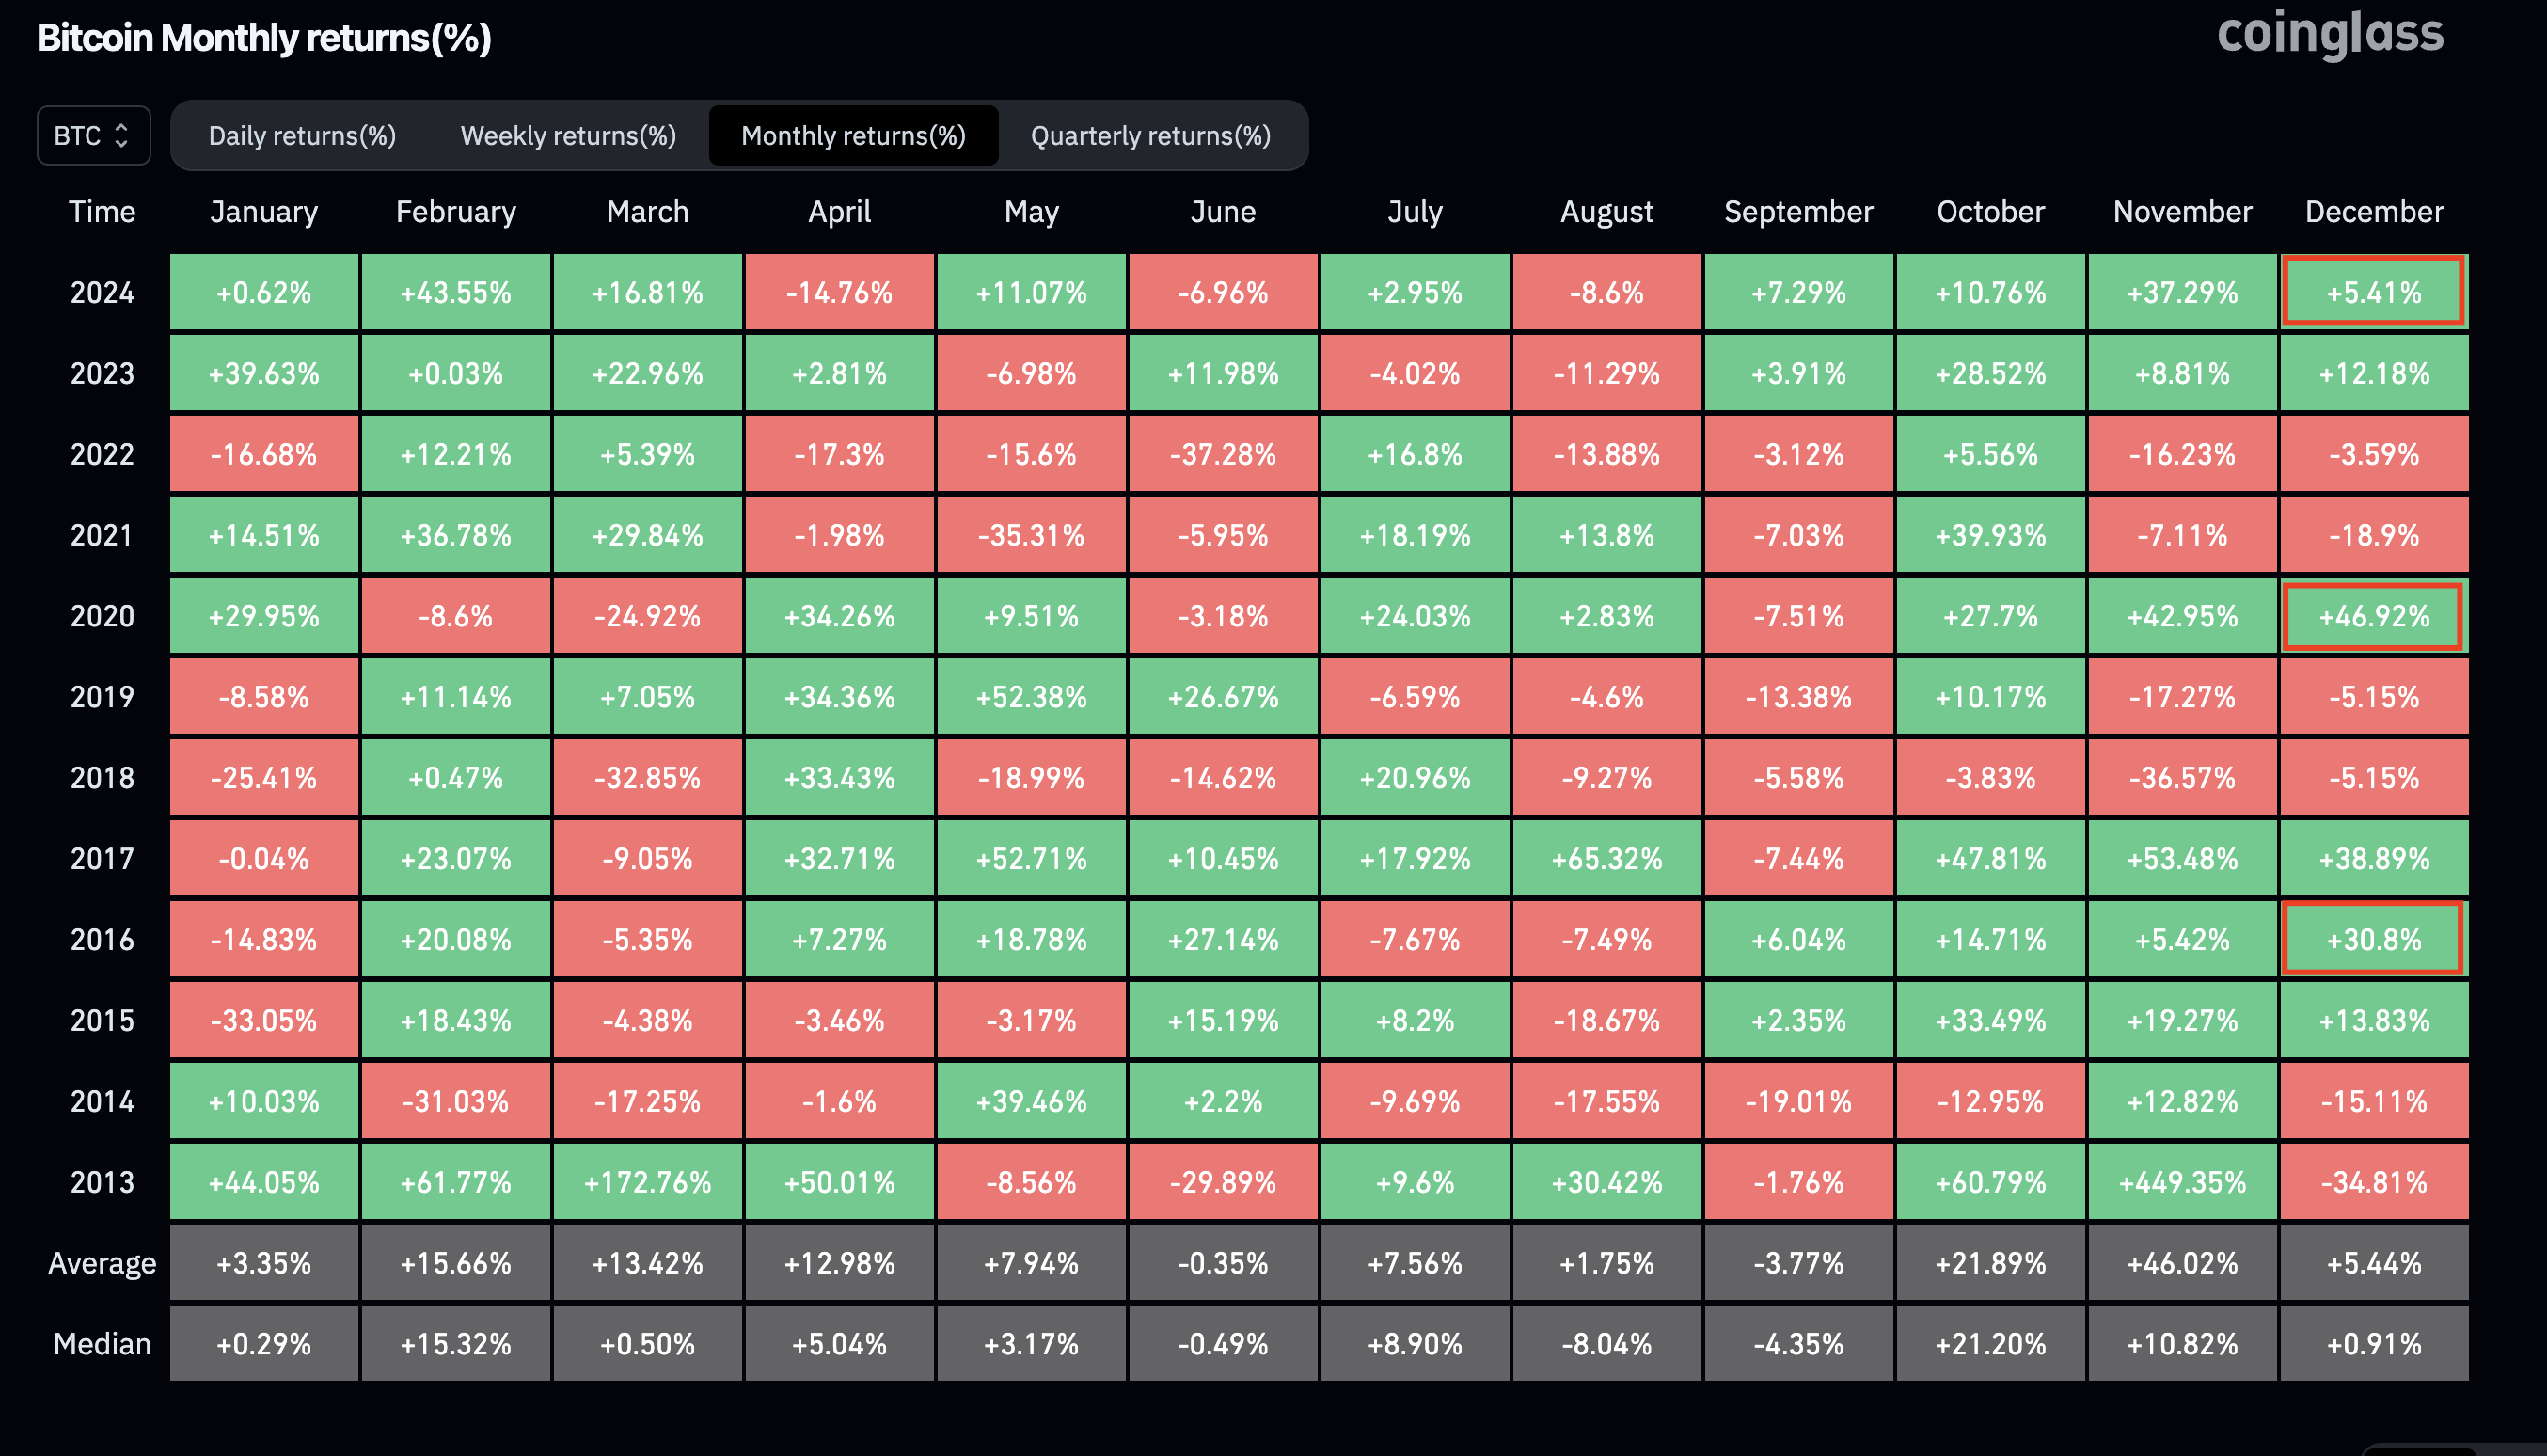 Bitcoin Monthly returns(%)
coinglass
BTC Daily returns(%) Weekly returns(%) Monthly returns(%) Quarterly returns(%)
Time January February March April May June July August September October November December
2024 +0.62% +43.55% +16.81% -14.76% +11.07% -6.96% +2.95% -8.6% +7.29% +10.76% +37.29% +5.41%
2023 +39.63% +0.03% +22.96% +2.81% -6.98% +11.98% -4.02% -11.29% +3.91% +28.52% +8.81% +12.18%
2022 -16.68% +12.21% +5.39% -17.3% -15.6% -37.28% +16.8% -13.88% -3.12% +5.56% -16.23% -3.59%
2021 +14.51% +36.78% +29.84% -1.98% -35.31% -5.95% +18.19% +13.8% -7.03% +39.93% -7.11% -18.9%
2020 +29.95% -8.6% -24.92% +34.26% +9.51% -3.18% +24.03% +2.83% -7.51% +27.7% +42.95% +46.92%
2019 -8.58% +11.14% +7.05% +34.36% +52.38% +26.67% -6.59% -4.6% -13.38% +10.17% -17.27% -5.15%
2018 -25.41% +0.47% -32.85% +33.43% -18.99% -14.62% +20.96% -9.27% -5.58% -3.83% -36.57% -5.15%
2017 -0.04% +23.07% -9.05% +32.71% +52.71% +10.45% +17.92% +65.32% -7.44% +47.81% +53.48% +38.89%
2016 -14.83% +20.08% -5.35% +7.27% +18.78% +27.14% -7.67% -7.49% +6.04% +14.71% +5.42% +30.8%
2015 -33.05% +18.43% -4.38% -3.46% -3.17% +15.19% +8.2% -18.67% +2.35% +33.49% +19.27% +13.83%
2014 +10.03% -31.03% -17.25% -1.6% +39.46% +2.2% -9.69% -17.55% -19.01% -12.95% +12.82% -15.11%
2013 +44.05% +61.77% +172.76% +50.01% -8.56% -29.89% +9.6% +30.42% -1.76% +60.79% +449.35% -34.81%
Average +3.35% +15.66% +13.42% +12.98% +7.94% -0.35% +7.56% +1.75% -3.77% +21.89% +46.02% +5.44%
Median +0.29% +15.32% +0.50% +5.04% +3.17% -0.49% +8.90% -8.04% -4.35% +21.20% +10.82% +0.91%